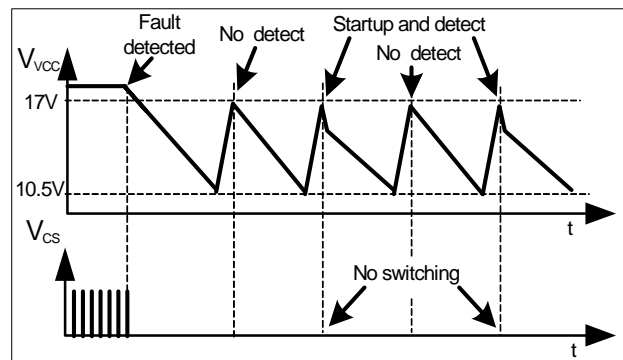 Fault
detected
No detect
Startup and detect
No detect
VVCC
17V
10.5V
t
VCS
No switching
t